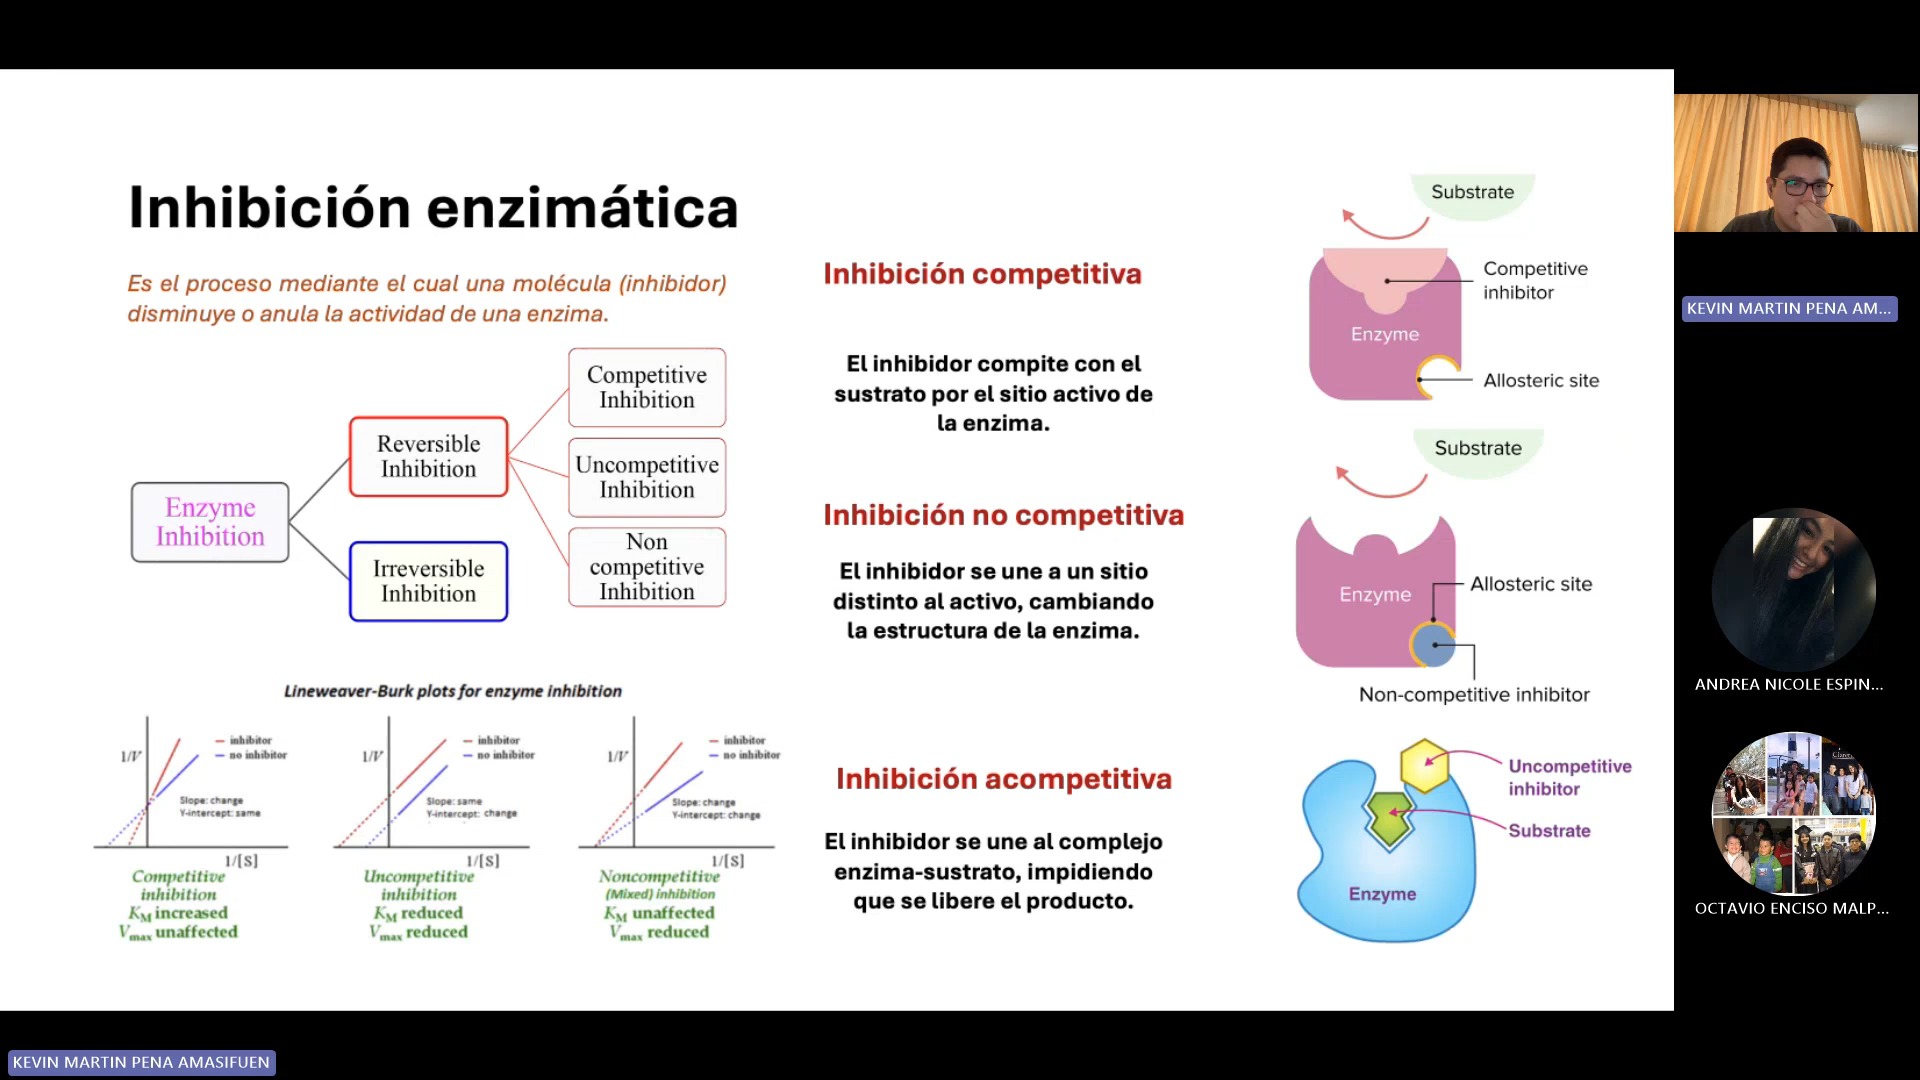 Inhibición enzimática
Es el proceso mediante el cual una molécula (inhibidor)
disminuye o anula la actividad de una enzima.
Enzyme
Inhibition
Reversible
Inhibition
Irreversible
Inhibition
Competitive
Inhibition
Uncompetitive
Inhibition
Non
competitive
Inhibition
Lineweaver-Burk plots for enzyme inhibition
1/V
inhibitor
no inhibitor
Slope: change
Y-intercept: same
1/[S]
Competitive
inhibition
KM increased
Vmax unaffected
1/V
inhibitor
no inhibitor
Slope: same
Y-intercept: change
1/[S]
Uncompetitive
inhibition
KM reduced
Vmax reduced
1/V
inhibitor
no inhibitor
Slope: change
Y-intercept: change
1/[S]
Noncompetitive
(Mixed) inhibition
KM unaffected
Vmax reduced
Inhibición competitiva
El inhibidor compite con el
sustrato por el sitio activo de
la enzima.
Inhibición no competitiva
El inhibidor se une a un sitio
distinto al activo, cambiando
la estructura de la enzima.
Inhibición acompetitiva
El inhibidor se une al complejo
enzima-sustrato, impidiendo
que se libere el producto.
Substrate
Competitive
inhibitor
Enzyme
Allosteric site
Substrate
Enzyme
Allosteric site
Non-competitive inhibitor
Uncompetitive
inhibitor
Substrate
Enzyme
KEVIN MARTIN PENA AM...
ANDREA NICOLE ESPIN...
OCTAVIO ENCISO MALP...
KEVIN MARTIN PENA AMASIFUEN